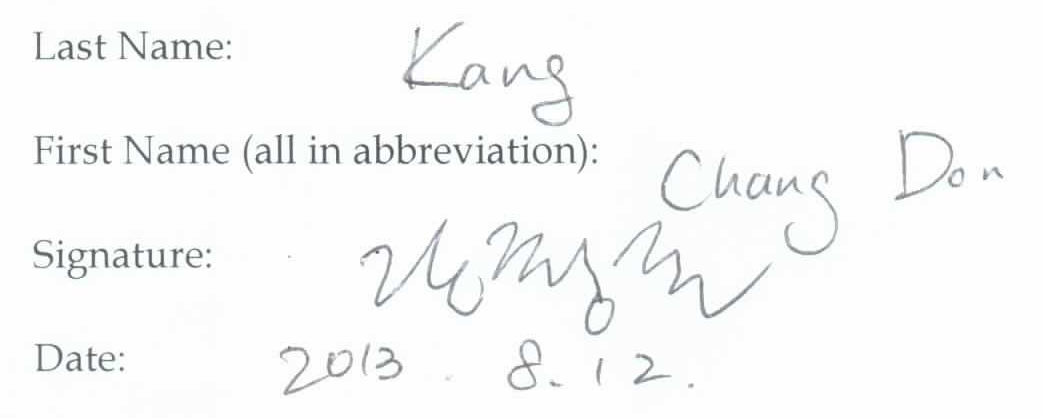 Last Name: Kang
First Name (all in abbreviation): Chang Don
Signature:
Date: 2013. 8. 12.